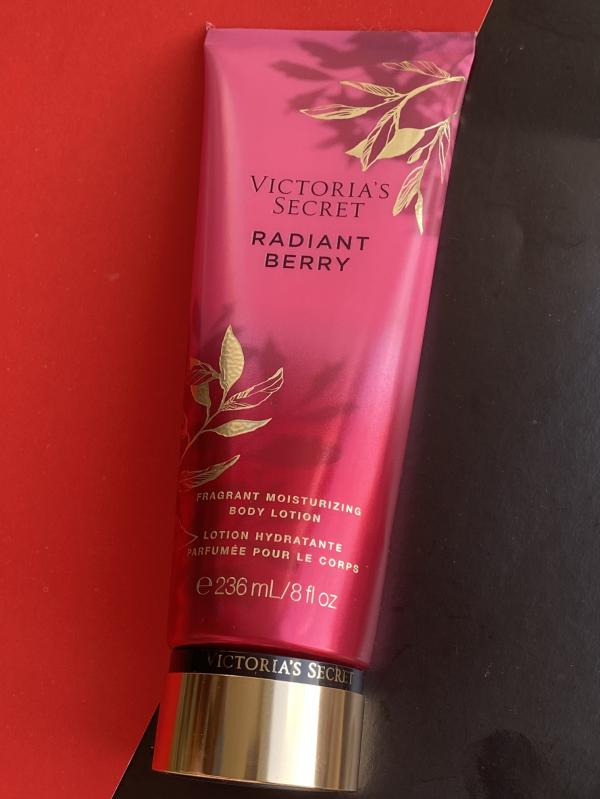 VICTORIA'S
SECRET
RADIANT
BERRY
FRAGRANT MOISTURIZING
BODY LOTION
LOTION HYDRATANTE
PARFUMÉE POUR LE CORPS
℮ 236 mL/8 fl oz
VICTORIA'S SECRET